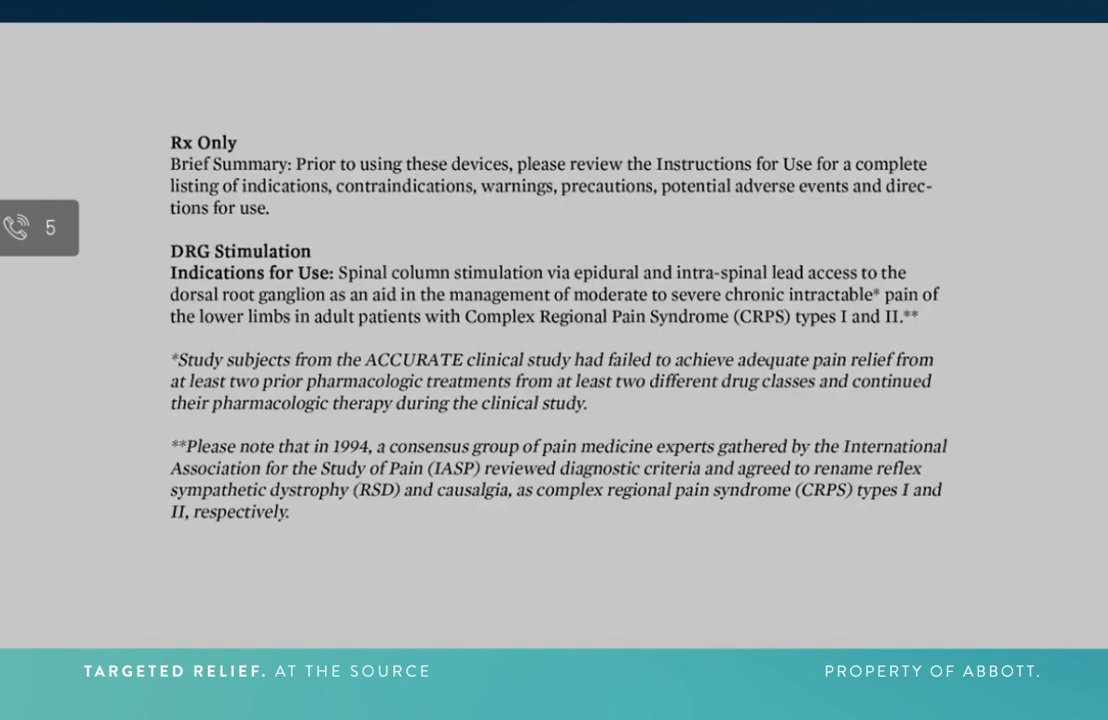 Rx Only
Brief Summary: Prior to using these devices, please review the Instructions for Use for a complete
listing of indications, contraindications, warnings, precautions, potential adverse events and direc-
tions for use.
5
DRG Stimulation
Indications for Use: Spinal column stimulation via epidural and intra-spinal lead access to the
dorsal root ganglion as an aid in the management of moderate to severe chronic intractable* pain of
the lower limbs in adult patients with Complex Regional Pain Syndrome (CRPS) types I and II.**
*Study subjects from the ACCURATE clinical study had failed to achieve adequate pain relief from
at least two prior pharmacologic treatments from at least two different drug classes and continued
their pharmacologic therapy during the clinical study.
**Please note that in 1994, a consensus group of pain medicine experts gathered by the International
Association for the Study of Pain (IASP) reviewed diagnostic criteria and agreed to rename reflex
sympathetic dystrophy (RSD) and causalgia, as complex regional pain syndrome (CRPS) types I and
II, respectively.
TARGETED RELIEF. AT THE SOURCE
PROPERTY OF ABBOTT.